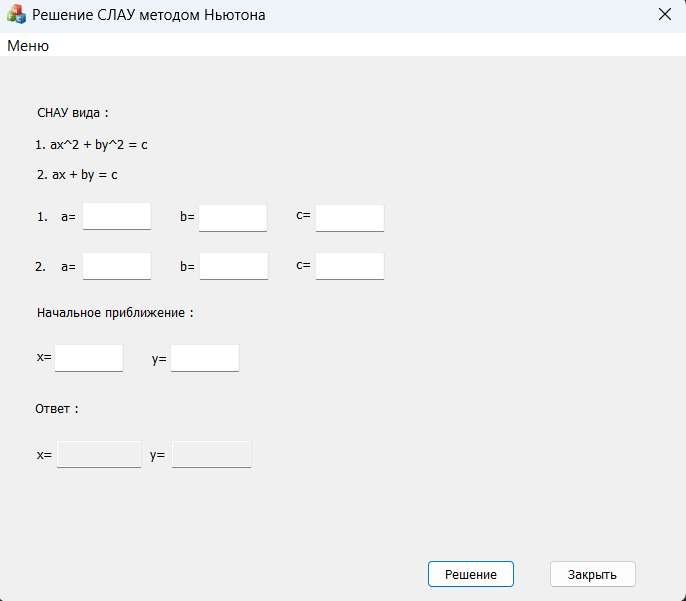 Решение СЛАУ методом Ньютона
Меню
СНАУ вида :
1. ax^2 + by^2 = c
2. ax + by = c
1. a= b= c=
2. a= b= c=
Начальное приближение :
x= y=
Ответ :
x= y=
Решение Закрыть